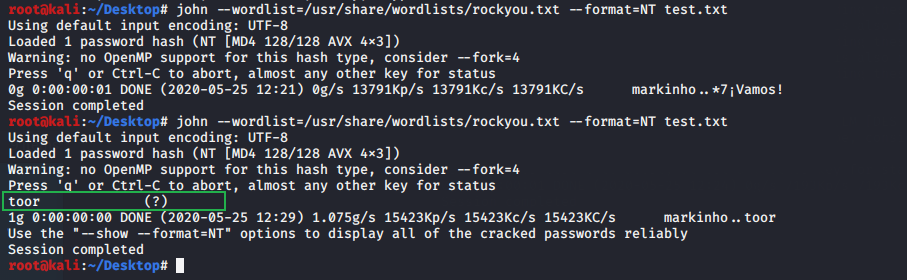 root@kali:~/Desktop# john --wordlist=/usr/share/wordlists/rockyou.txt --format=NT test.txt
Using default input encoding: UTF-8
Loaded 1 password hash (NT [MD4 128/128 AVX 4×3])
Warning: no OpenMP support for this hash type, consider --fork=4
Press 'q' or Ctrl-C to abort, almost any other key for status
0g 0:00:00:01 DONE (2020-05-25 12:21) 0g/s 13791Kp/s 13791Kc/s 13791KC/s      markinho..*7¡Vamos!
Session completed
root@kali:~/Desktop# john --wordlist=/usr/share/wordlists/rockyou.txt --format=NT test.txt
Using default input encoding: UTF-8
Loaded 1 password hash (NT [MD4 128/128 AVX 4×3])
Warning: no OpenMP support for this hash type, consider --fork=4
Press 'q' or Ctrl-C to abort, almost any other key for status
toor             (?)
1g 0:00:00:00 DONE (2020-05-25 12:29) 1.075g/s 15423Kp/s 15423Kc/s 15423KC/s      markinho..toor
Use the "--show --format=NT" options to display all of the cracked passwords reliably
Session completed
root@kali:~/Desktop#